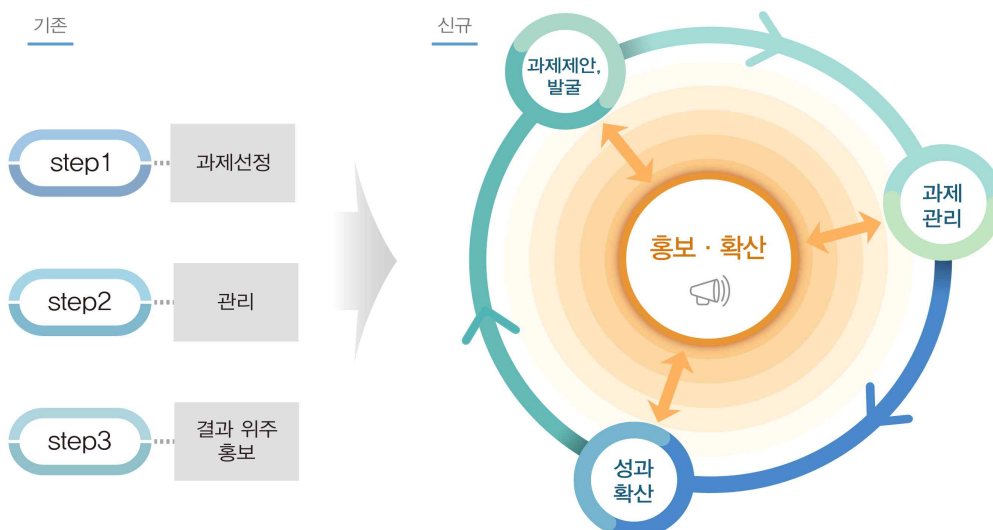 기존
step1
과제선정
step2
관리
step3
결과 위주
홍보
신규
과제제안,
발굴
과제
관리
홍보 · 확산
성과
확산